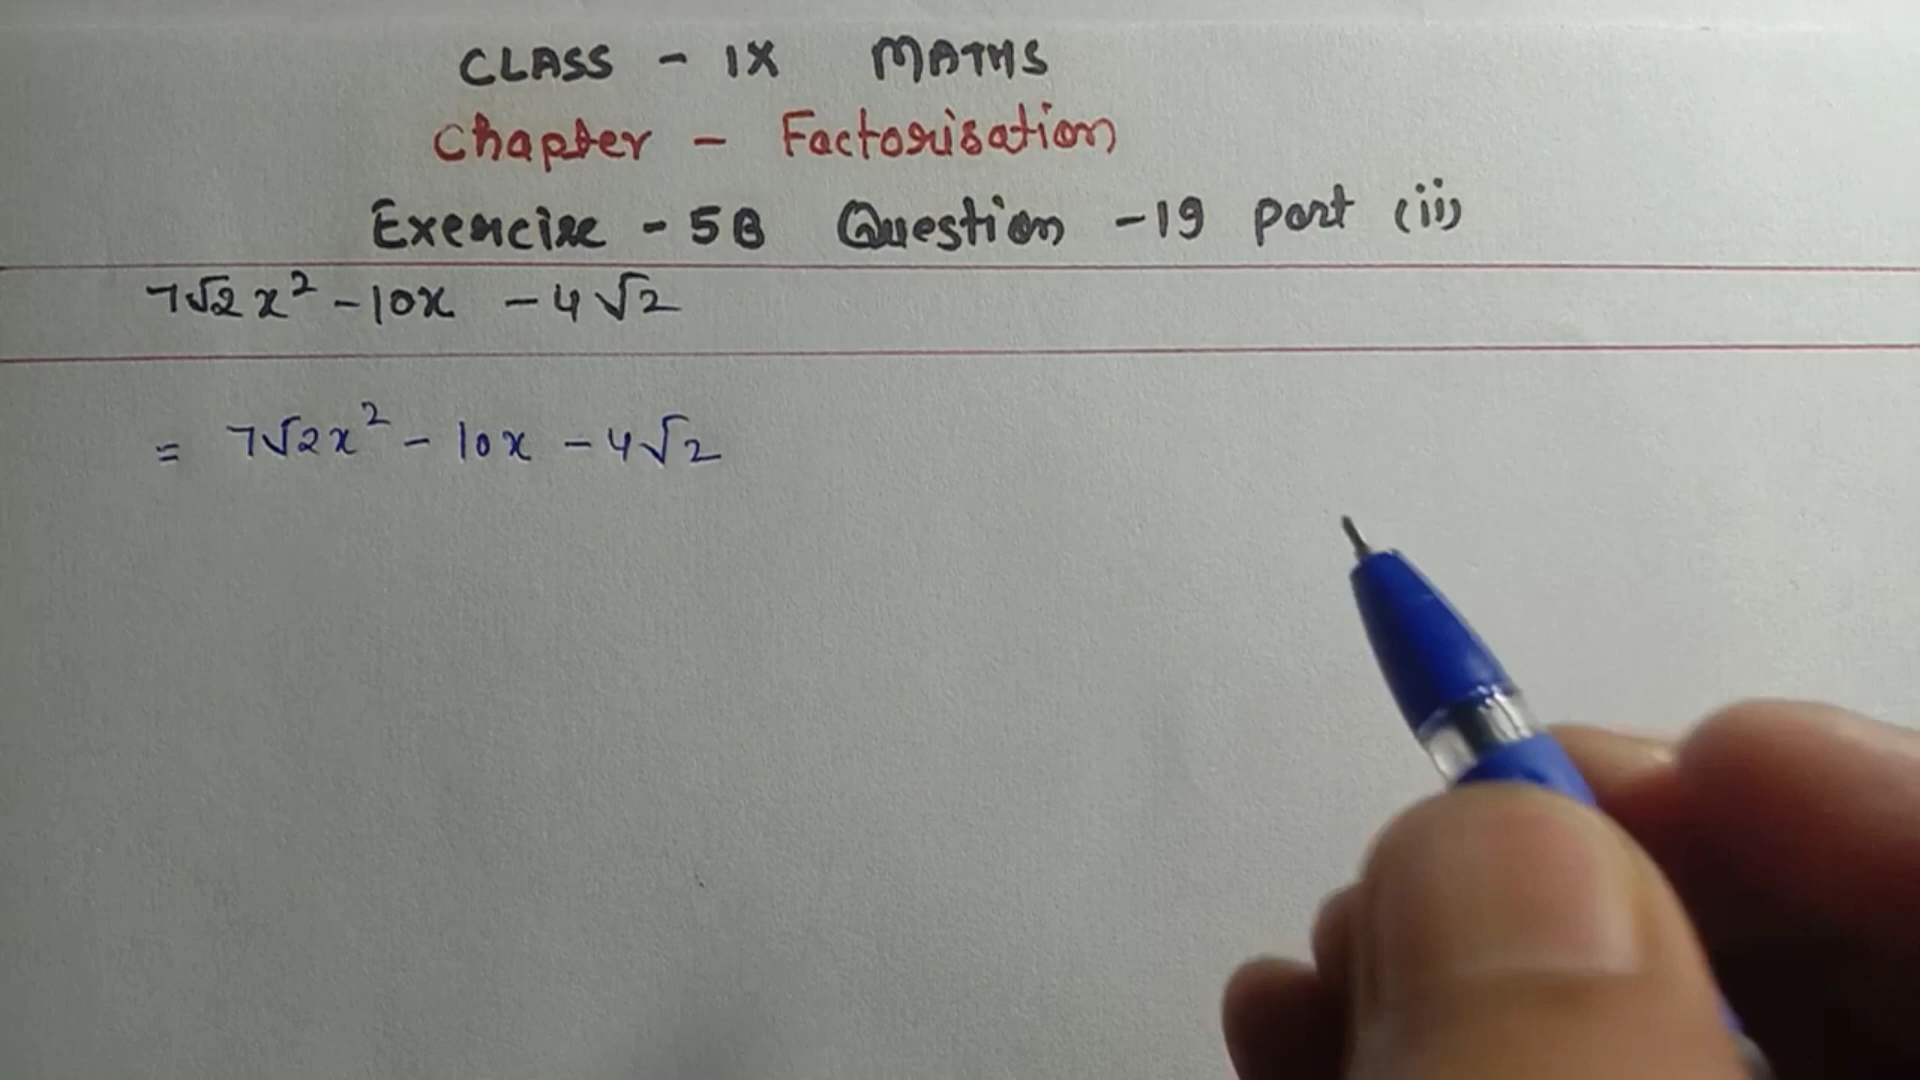 CLASS - IX MATHS
Chapter - Factorisation
Exercise - 5B Question - 19 part (ii)
7√2x² - 10x - 4√2
= 7√2x² - 10x - 4√2